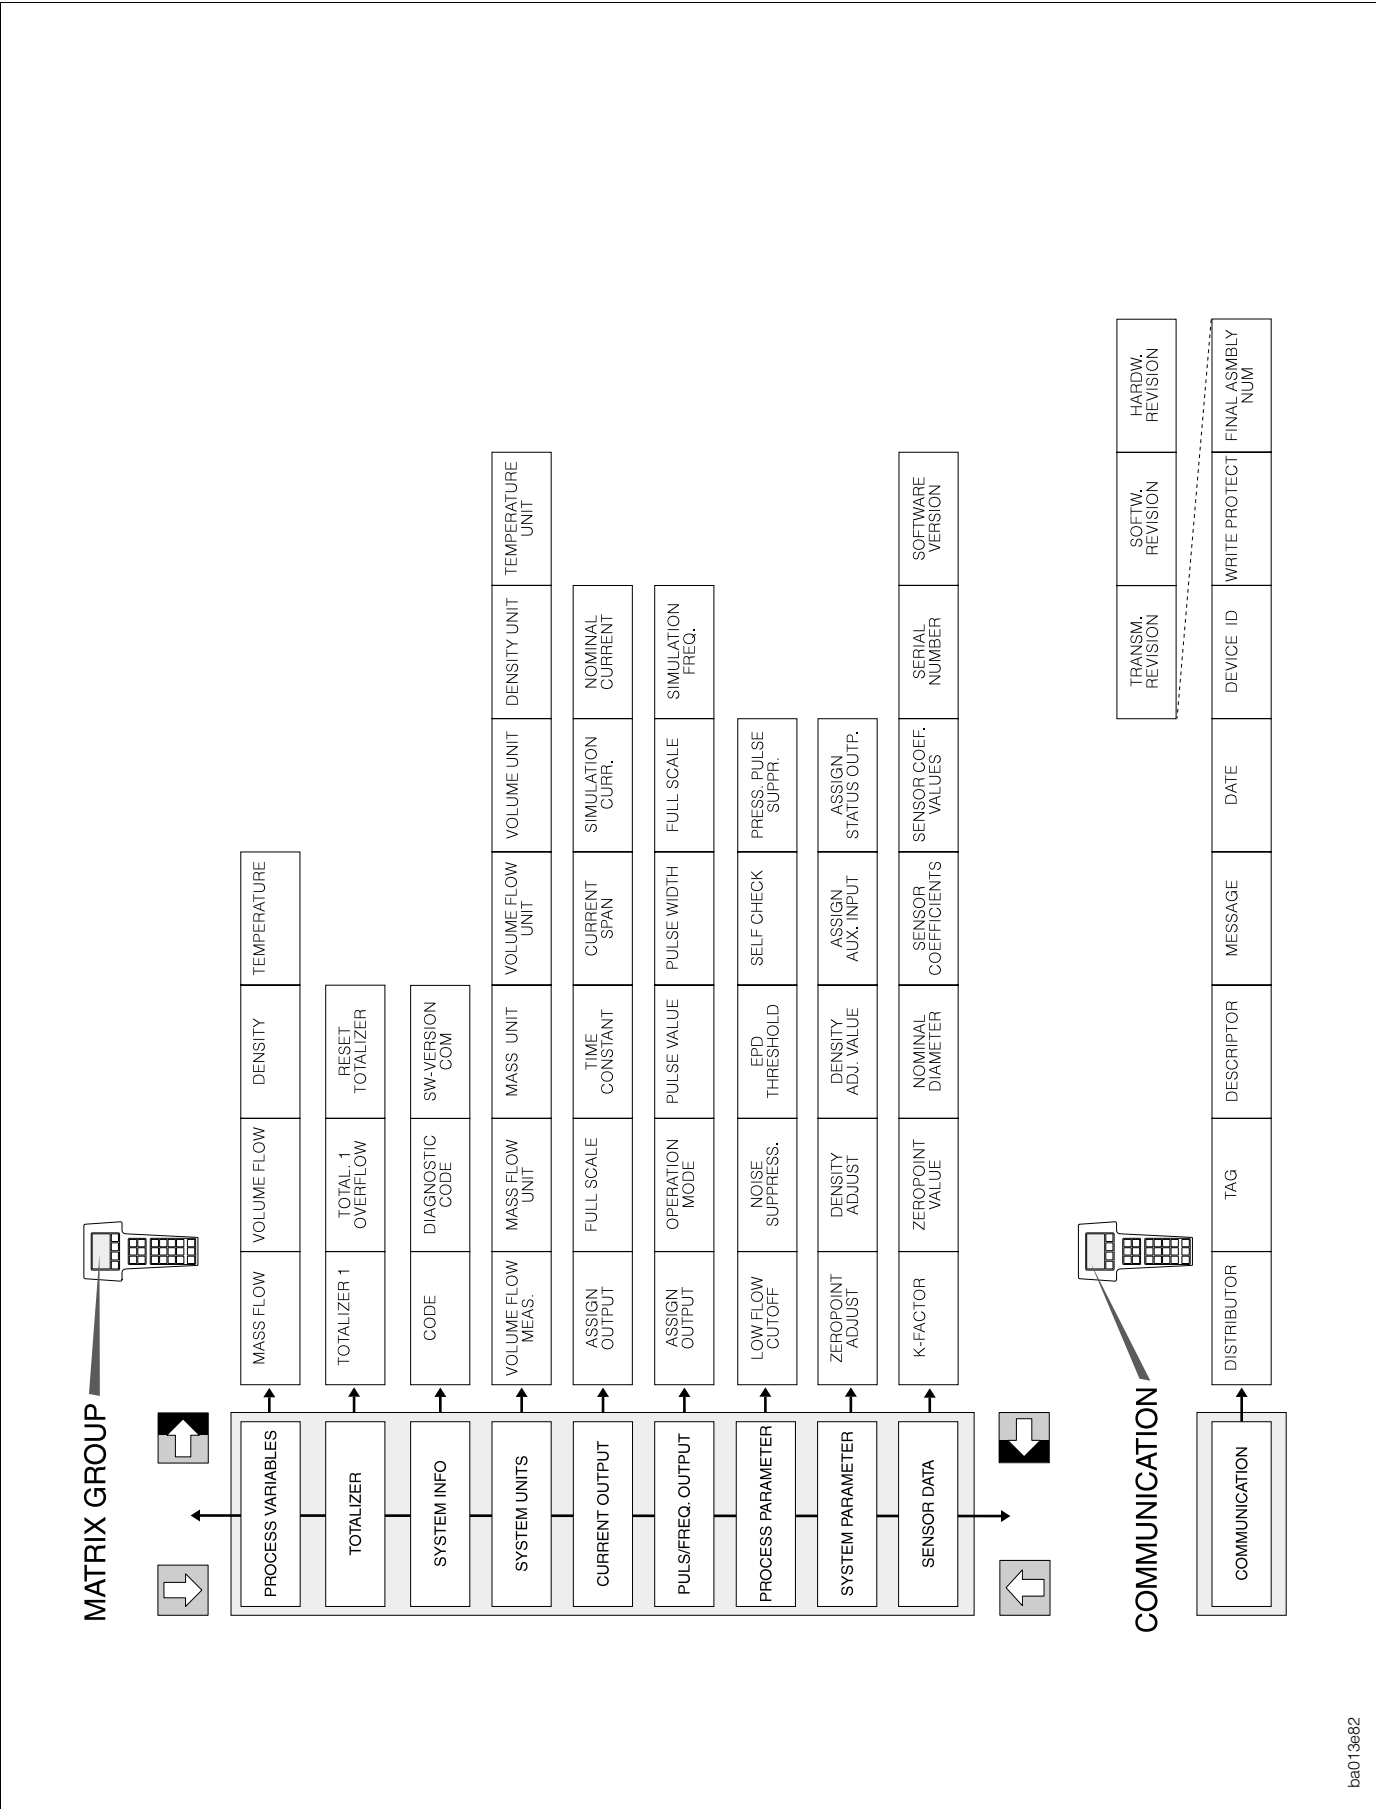 MATRIX GROUP
PROCESS VARIABLES
MASS FLOW
VOLUME FLOW
DENSITY
TEMPERATURE
TOTALIZER
TOTALIZER 1
TOTAL. 1
OVERFLOW
RESET
TOTALIZER
SYSTEM INFO
CODE
DIAGNOSTIC
CODE
SW-VERSION
COM
SYSTEM UNITS
VOLUME FLOW
MEAS.
MASS FLOW
UNIT
MASS UNIT
VOLUME FLOW
UNIT
VOLUME UNIT
DENSITY UNIT
TEMPERATURE
UNIT
CURRENT OUTPUT
ASSIGN
OUTPUT
FULL SCALE
TIME
CONSTANT
CURRENT
SPAN
SIMULATION
CURR.
NOMINAL
CURRENT
PULS/FREQ. OUTPUT
ASSIGN
OUTPUT
OPERATION
MODE
PULSE VALUE
PULSE WIDTH
FULL SCALE
SIMULATION
FREQ.
PROCESS PARAMETER
LOW FLOW
CUTOFF
NOISE
SUPPRESS.
EPD
THRESHOLD
SELF CHECK
PRESS. PULSE
SUPPR.
SYSTEM PARAMETER
ZEROPOINT
ADJUST
DENSITY
ADJUST
DENSITY
ADJ. VALUE
ASSIGN
AUX. INPUT
ASSIGN
STATUS OUTP.
SENSOR DATA
K-FACTOR
ZEROPOINT
VALUE
NOMINAL
DIAMETER
SENSOR
COEFFICIENTS
SENSOR COEF.
VALUES
SERIAL
NUMBER
SOFTWARE
VERSION
COMMUNICATION
TRANSM.
REVISION
SOFTW.
REVISION
HARDW.
REVISION
COMMUNICATION
DISTRIBUTOR
TAG
DESCRIPTOR
MESSAGE
DATE
DEVICE ID
WRITE PROTECT
FINAL ASMBLY
NUM
ba013e82